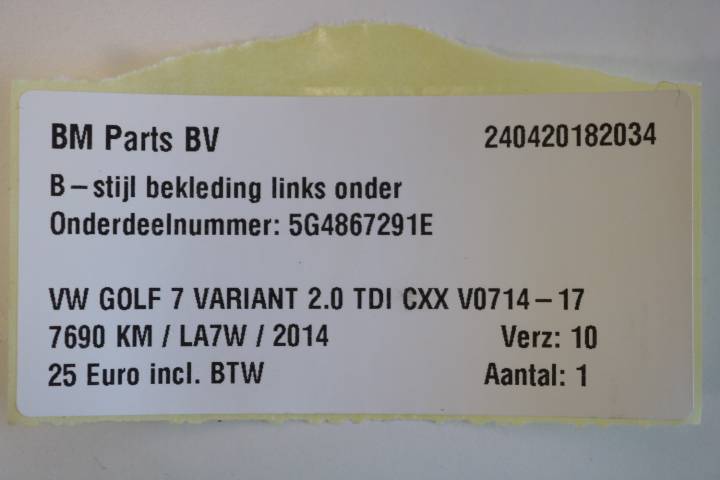 BM Parts BV 240420182034
B-stijl bekleding links onder
Onderdeelnummer: 5G4867291E
VW GOLF 7 VARIANT 2.0 TDI CXX V0714-17
7690 KM / LA7W / 2014 Verz: 10
25 Euro incl. BTW Aantal: 1